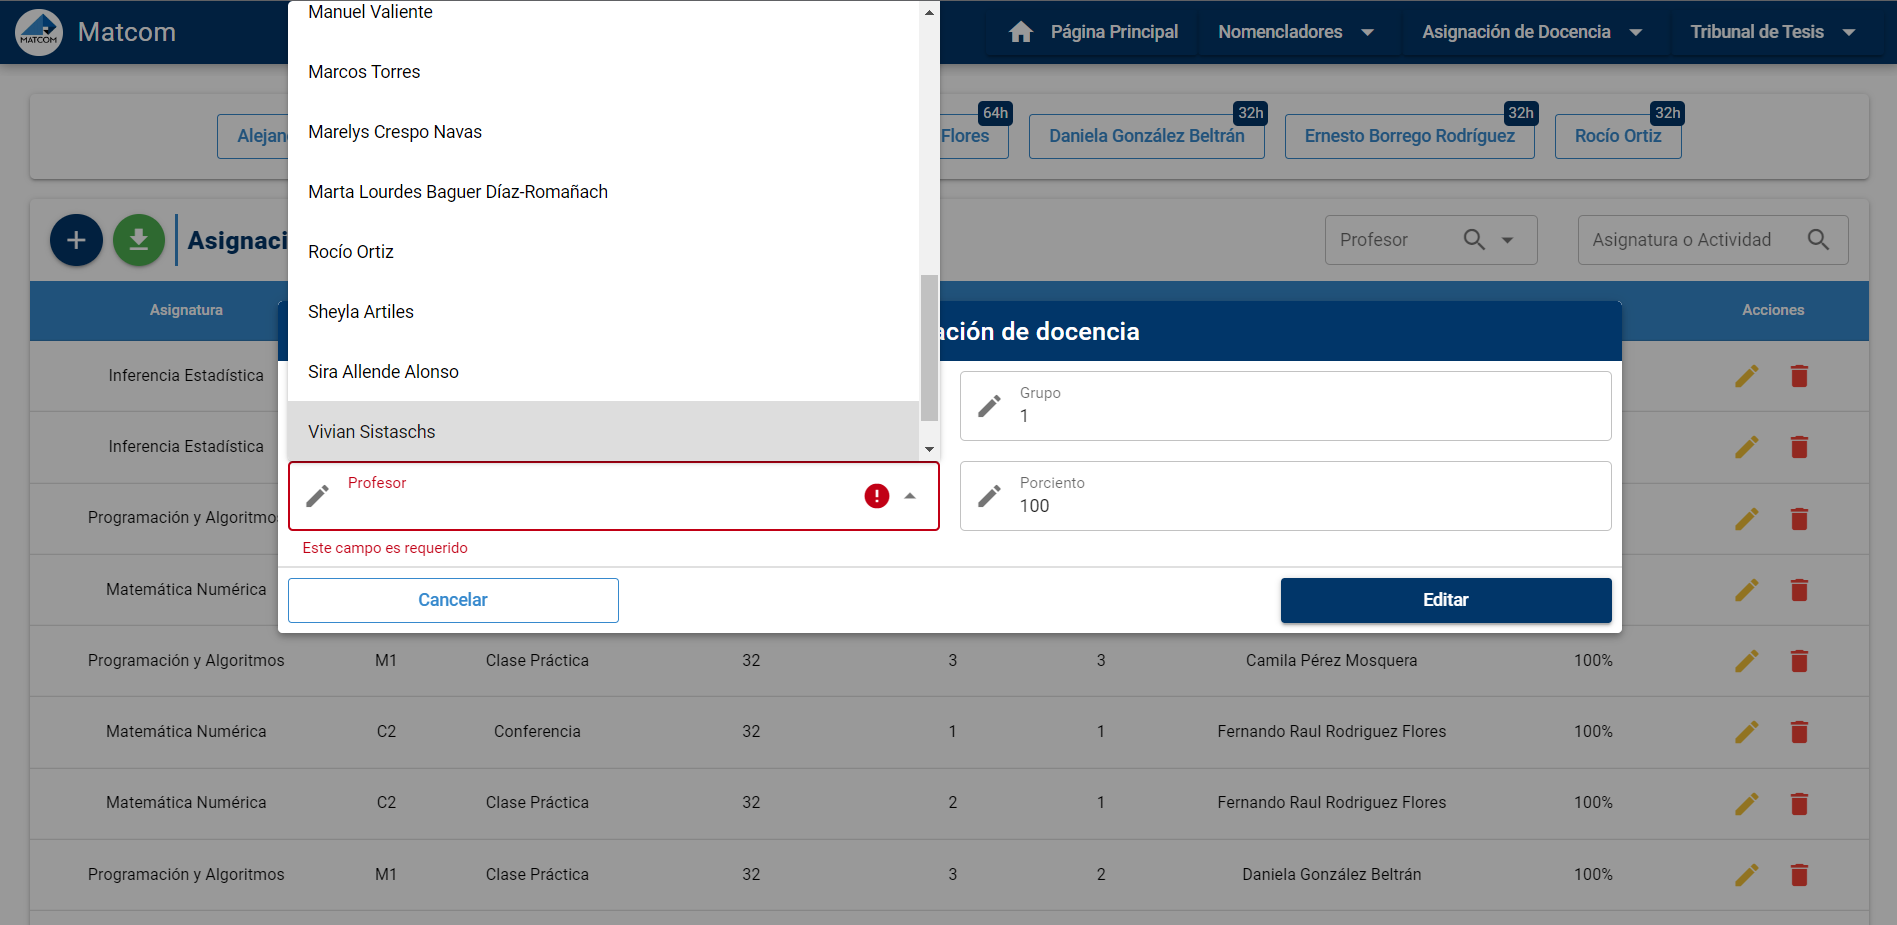 MATCOM
Matcom
Página Principal
Nomencladores
Asignación de Docencia
Tribunal de Tesis
Manuel Valiente
Marcos Torres
Marelys Crespo Navas
Marta Lourdes Baguer Díaz-Romañach
Rocío Ortiz
Sheyla Artiles
Sira Allende Alonso
Vivian Sistaschs
Alejan
Flores
64h
Daniela González Beltrán
32h
Ernesto Borrego Rodríguez
32h
Rocío Ortiz
32h
Asignaci
Profesor
Asignatura o Actividad
Asignatura
Acciones
ación de docencia
Grupo
1
Profesor
Este campo es requerido
Porciento
100
Cancelar
Editar
Inferencia Estadística
Inferencia Estadística
Programación y Algoritmo
Matemática Numérica
Programación y Algoritmos M1 Clase Práctica 32 3 3 Camila Pérez Mosquera 100%
Matemática Numérica C2 Conferencia 32 1 1 Fernando Raul Rodriguez Flores 100%
Matemática Numérica C2 Clase Práctica 32 2 1 Fernando Raul Rodriguez Flores 100%
Programación y Algoritmos M1 Clase Práctica 32 3 2 Daniela González Beltrán 100%